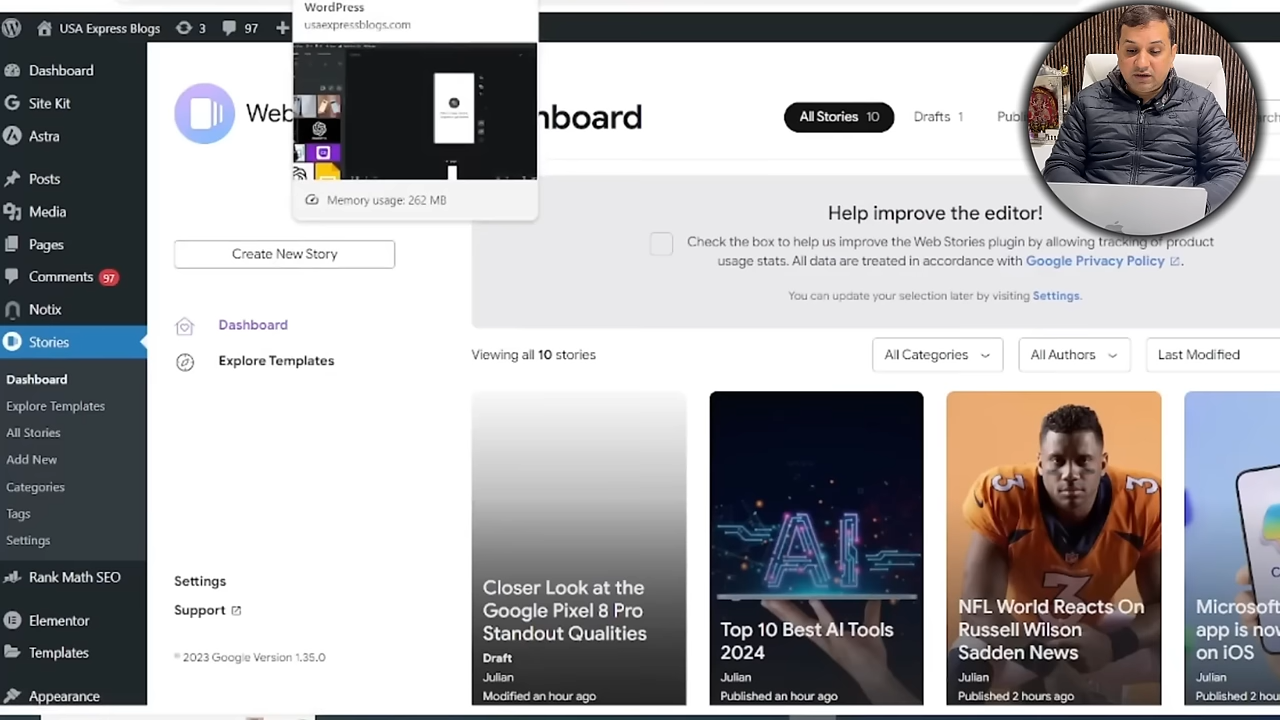 WordPress
usaexpressblogs.com
USA Express Blogs 3 97
Memory usage: 262 MB
Dashboard
Site Kit
Astra
Posts
Media
Pages
Comments 97
Notix
Stories
Dashboard
Explore Templates
All Stories
Add New
Categories
Tags
Settings
Rank Math SEO
Elementor
Templates
Appearance
Create New Story
Dashboard
Explore Templates
Settings
Support
© 2023 Google Version 1.35.0
All Stories 10 Drafts 1
Help improve the editor!
Check the box to help us improve the Web Stories plugin by allowing tracking of product
usage stats. All data are treated in accordance with Google Privacy Policy.
You can update your selection later by visiting Settings.
Viewing all 10 stories
All Categories
All Authors
Last Modified
Closer Look at the
Google Pixel 8 Pro
Standout Qualities
Draft
Julian
Modified an hour ago
AI
Top 10 Best AI Tools
2024
Julian
Published an hour ago
3 3
3
NFL World Reacts On
Russell Wilson
Sadden News
Julian
Published 2 hours ago
Microsoft
app is now
on iOS
Julian
Published 2 hours